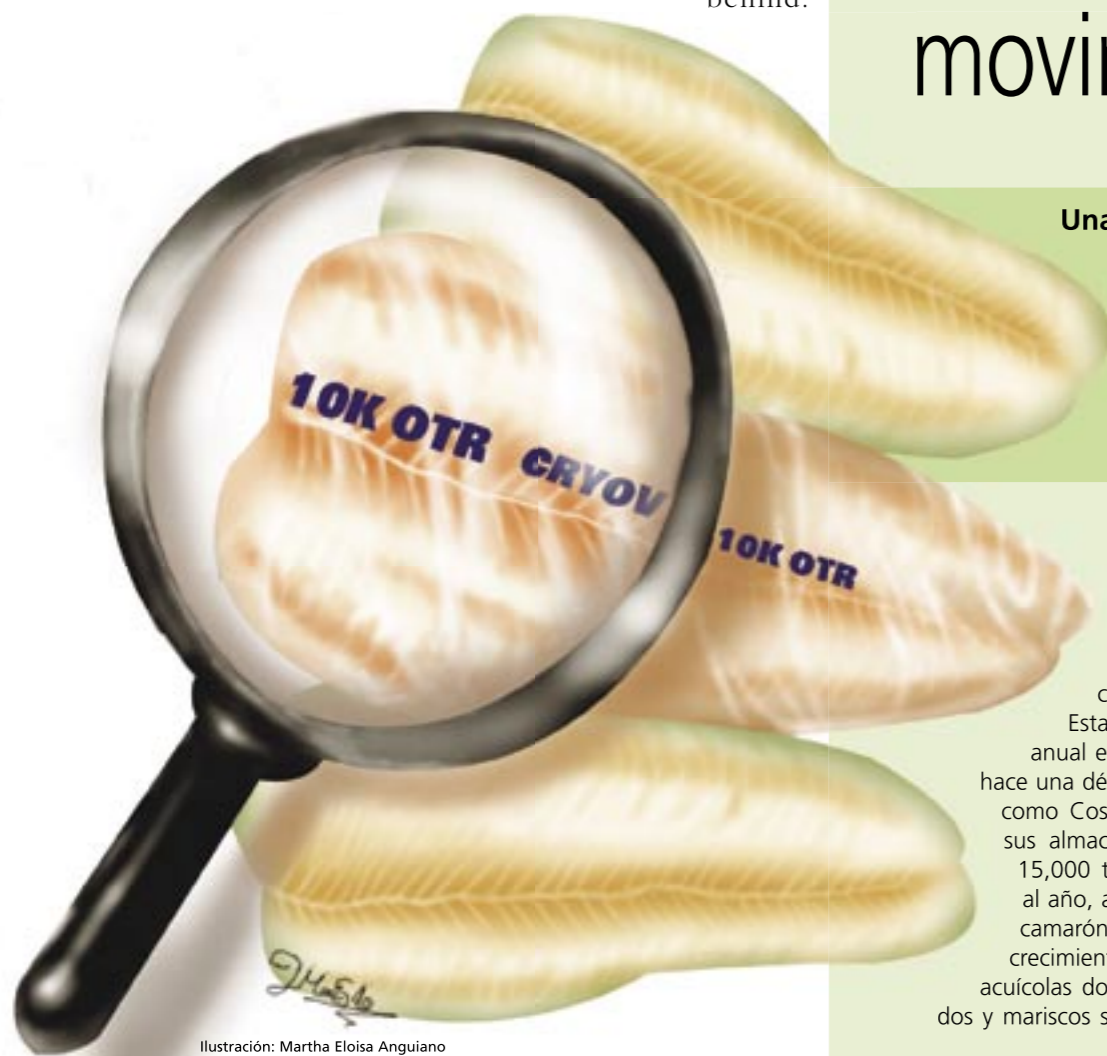 behind.
movin
Una
10K OTR CRYOV
10K OTR
Esta
anual e
hace una dé
como Cos
sus almac
15,000 t
al año, a
camarón
crecimient
acuícolas do
dos y mariscos s
Ilustración: Martha Eloisa Anguiano